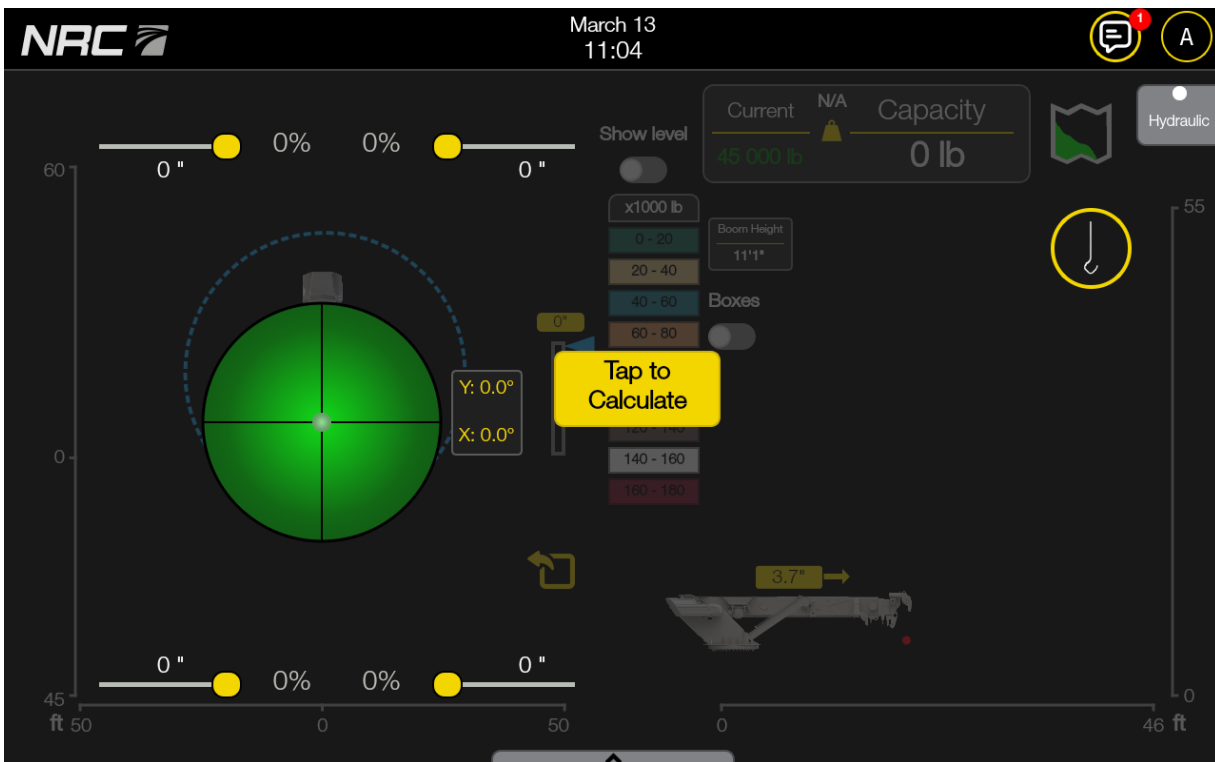 NRC
March 13
11:04
1
A
Hydraulic
Current
N/A
Capacity
45 000 lb
0 lb
Show level
0%
0%
0 "
0 "
60
x1000 lb
0 - 20
20 - 40
40 - 60
60 - 80
120 - 140
140 - 160
160 - 180
Boom Height
11'1"
Boxes
55
0"
Tap to
Calculate
Y: 0.0°
X: 0.0°
0
3.7"
0 "
0 "
0%
0%
45
ft
50
0
50
0
46
ft
0